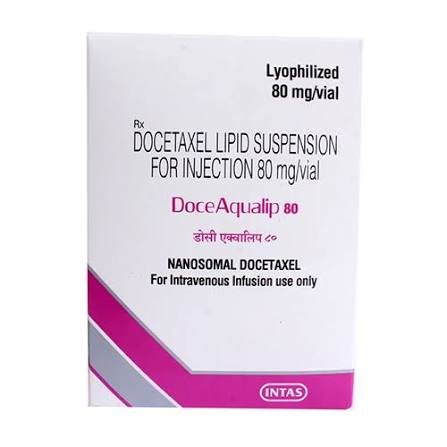 Lyophilized
80 mg/vial
Rx
DOCETAXEL LIPID SUSPENSION
FOR INJECTION 80 mg/vial
DoceAqualip 80
डोसी एक्वालिप ८०
NANOSOMAL DOCETAXEL
For Intravenous Infusion use only
INTAS